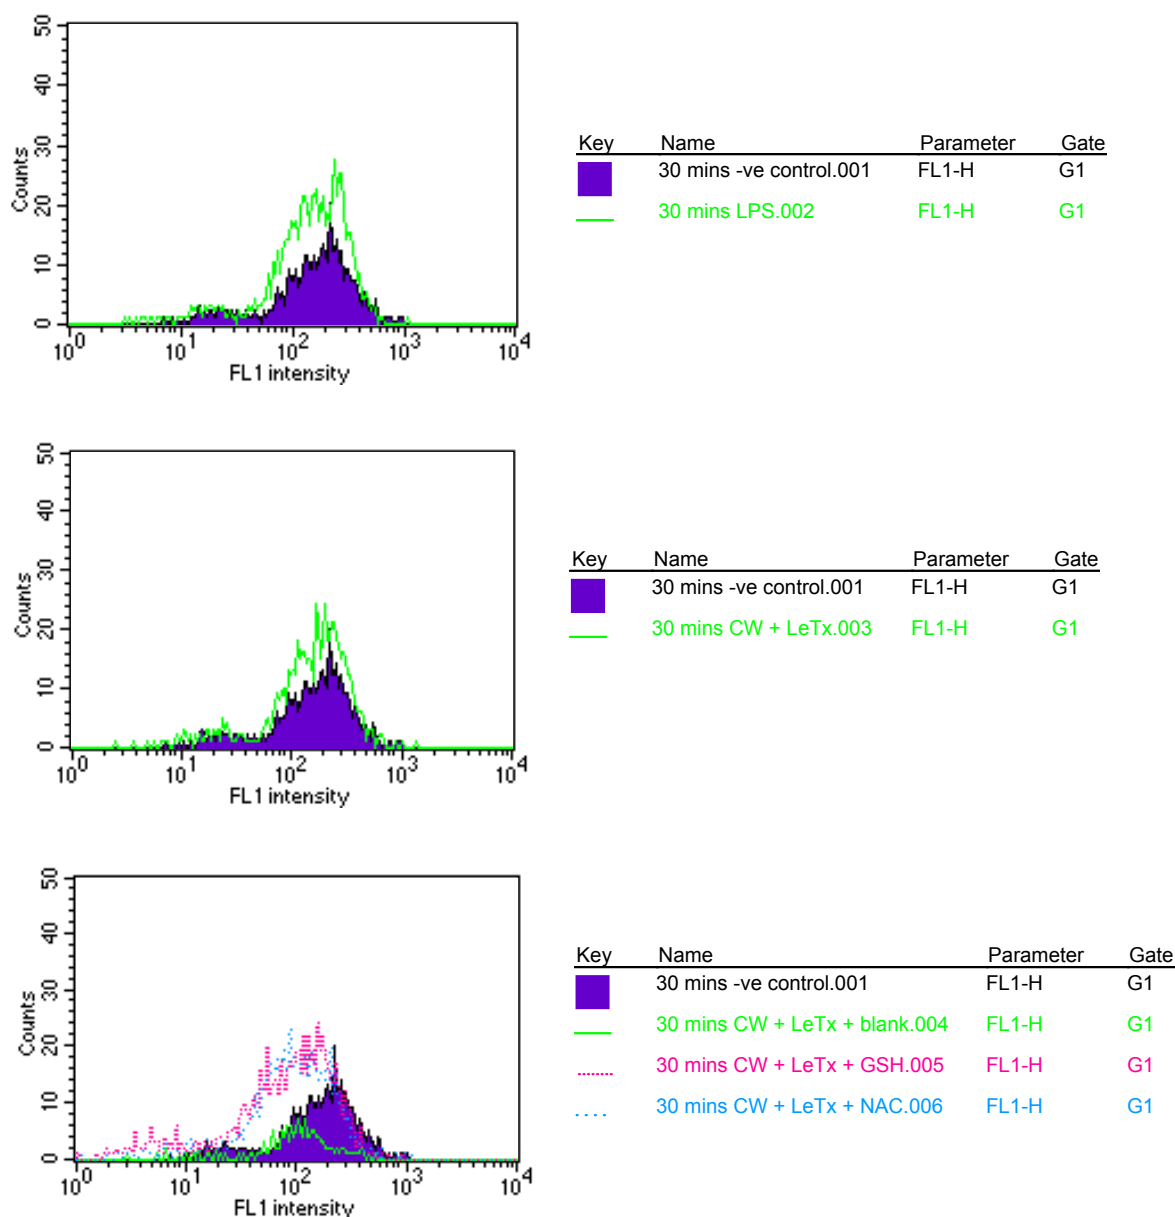 50
40
30
20
10
0
Counts
10^0 10^1 10^2 10^3 10^4
FL1 intensity
Key Name Parameter Gate
30 mins -ve control.001 FL1-H G1
30 mins LPS.002 FL1-H G1
50
40
30
20
10
0
Counts
10^0 10^1 10^2 10^3 10^4
FL1 intensity
Key Name Parameter Gate
30 mins -ve control.001 FL1-H G1
30 mins CW + LeTx.003 FL1-H G1
50
40
30
20
10
0
Counts
10^0 10^1 10^2 10^3 10^4
FL1 intensity
Key Name Parameter Gate
30 mins -ve control.001 FL1-H G1
30 mins CW + LeTx + blank.004 FL1-H G1
30 mins CW + LeTx + GSH.005 FL1-H G1
30 mins CW + LeTx + NAC.006 FL1-H G1